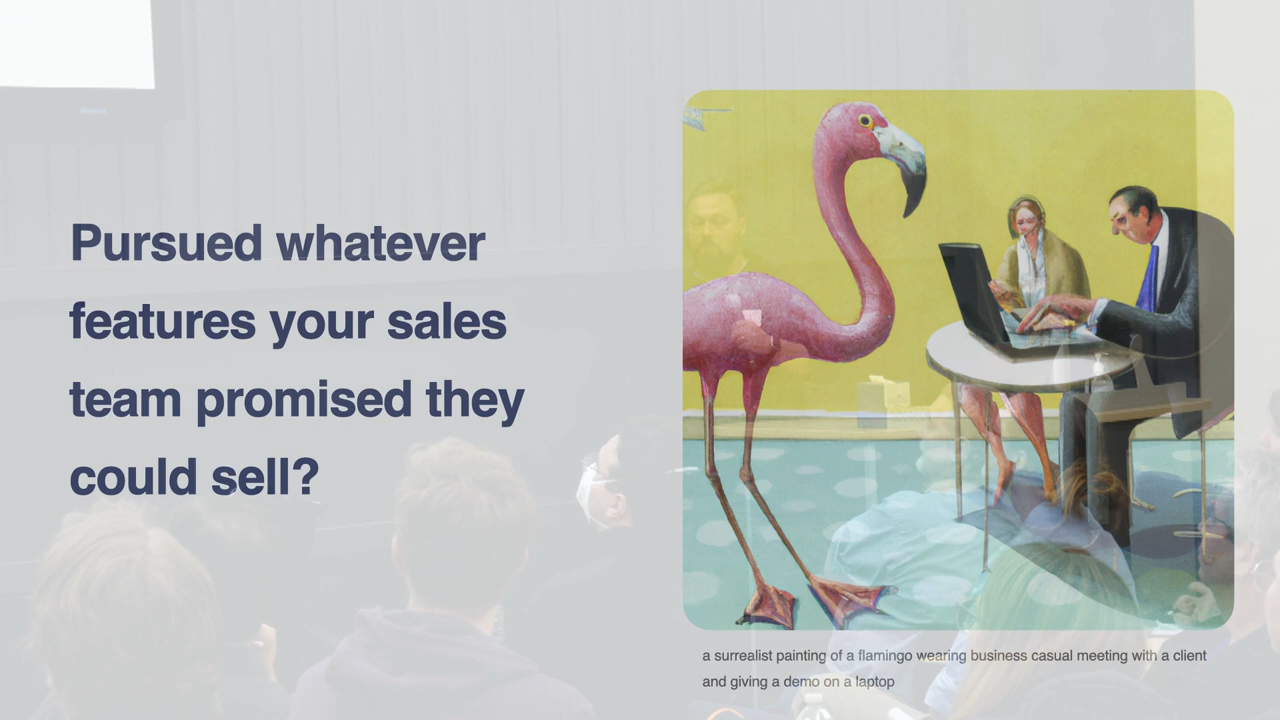 Pursued whatever
features your sales
team promised they
could sell?
a surrealist painting of a flamingo wearing business casual meeting with a client
and giving a demo on a laptop